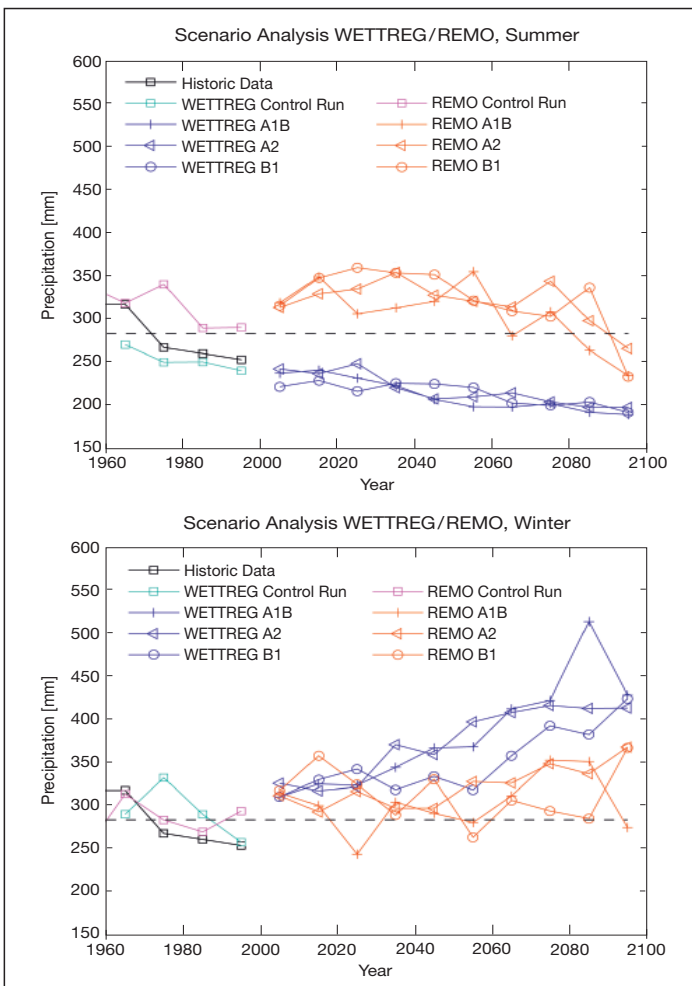 Scenario Analysis WETTREG/REMO, Summer
600
550
500
450
400
350
300
250
200
150
Precipitation [mm]
Historic Data
WETTREG Control Run
WETTREG A1B
WETTREG A2
WETTREG B1
REMO Control Run
REMO A1B
REMO A2
REMO B1
1960 1980 2000 2020 2040 2060 2080 2100
Year
Scenario Analysis WETTREG/REMO, Winter
600
550
500
450
400
350
300
250
200
150
Precipitation [mm]
Historic Data
WETTREG Control Run
WETTREG A1B
WETTREG A2
WETTREG B1
REMO Control Run
REMO A1B
REMO A2
REMO B1
1960 1980 2000 2020 2040 2060 2080 2100
Year